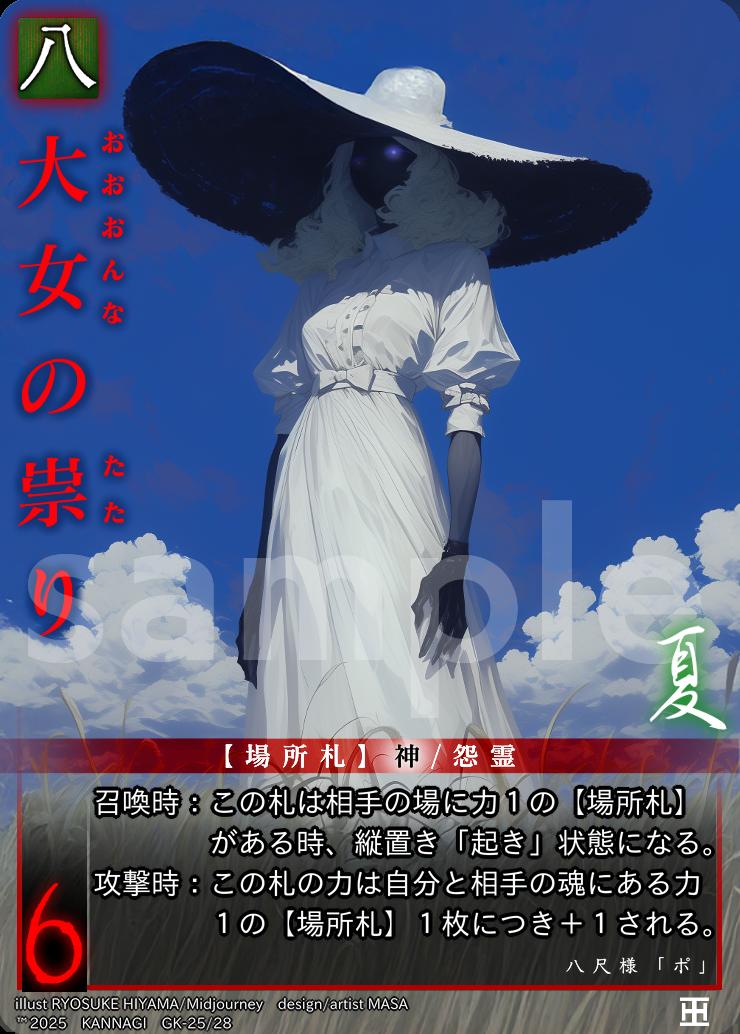 八
大女の祟り
おおおんな
たた
sample
夏
【場所札】神/怨霊
召喚時：この札は相手の場に力１の【場所札】
がある時、縦置き「起き」状態になる。
攻撃時：この札の力は自分と相手の魂にある力
１の【場所札】１枚につき＋１される。
6
八尺様「ポ」
illust RYOSUKE HIYAMA/Midjourney design/artist MASA
™2025 KANNAGI GK-25/28